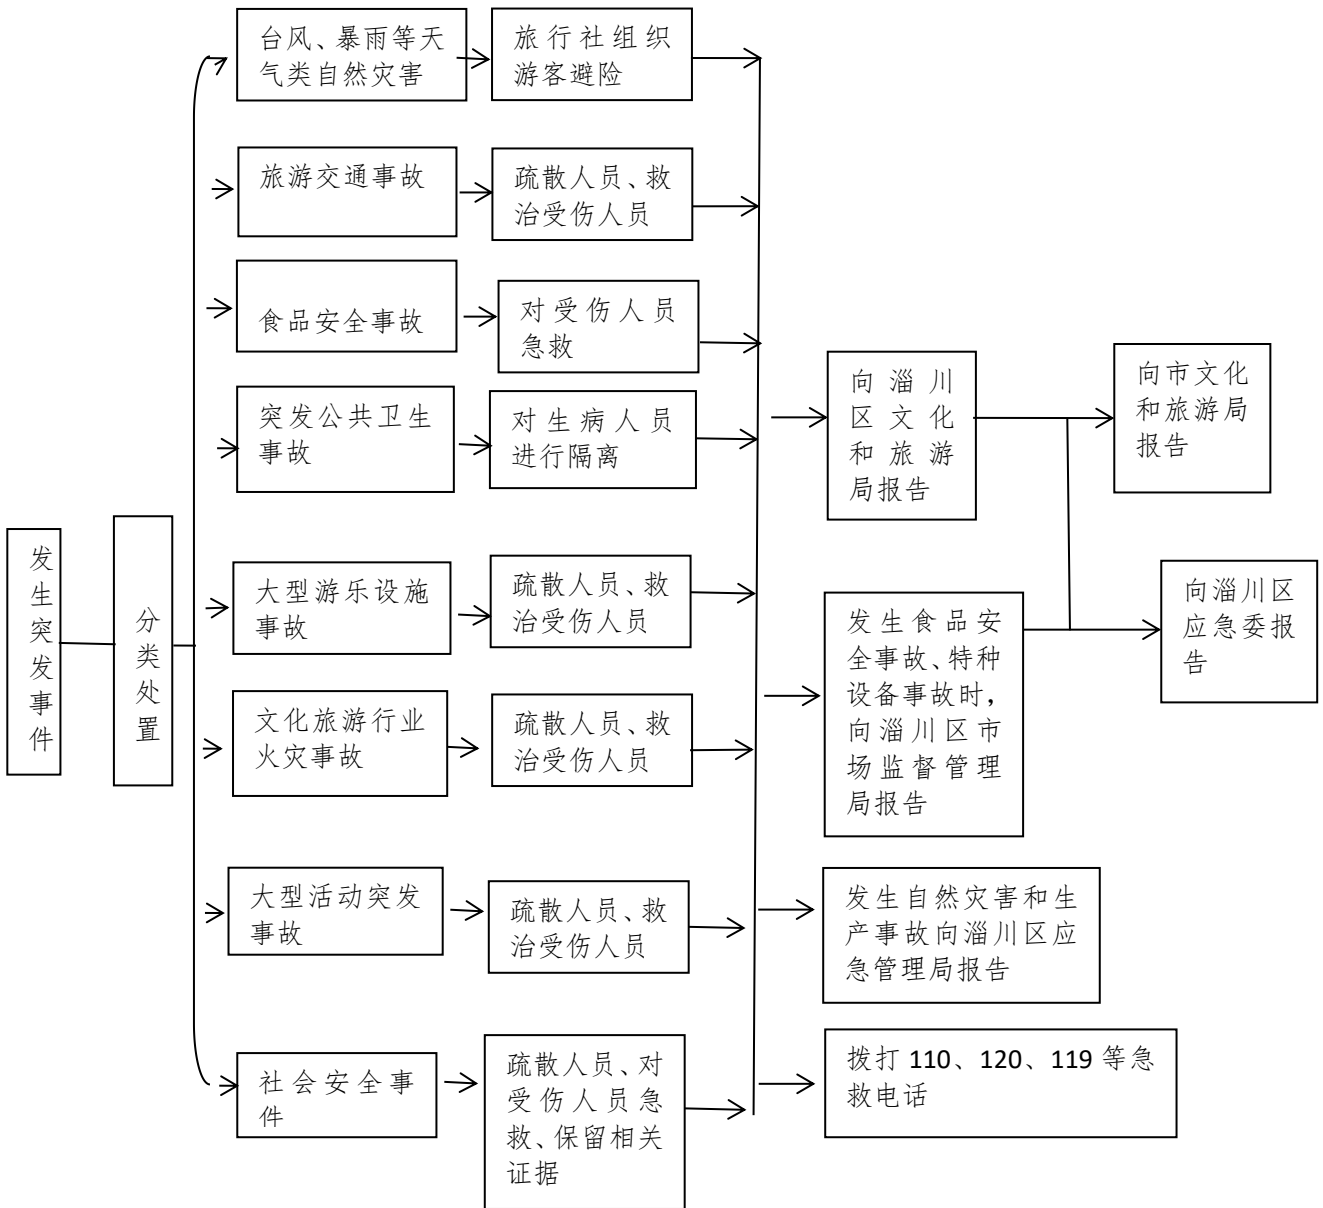 发生突发事件
分类处置
台风、暴雨等天
气类自然灾害
旅行社组织
游客避险
旅游交通事故
疏散人员、救
治受伤人员
食品安全事故
对受伤人员
急救
突发公共卫生
事故
对生病人员
进行隔离
大型游乐设施
事故
疏散人员、救
治受伤人员
文化旅游行业
火灾事故
疏散人员、救
治受伤人员
大型活动突发
事故
疏散人员、救
治受伤人员
社会安全事
件
疏散人员、对
受伤人员急
救、保留相关
证据
向淄川
区文化
和旅游
局报告
发生食品安
全事故、特种
设备事故时，
向淄川区市
场监督管理
局报告
发生自然灾害和生
产事故向淄川区应
急管理局报告
拨打 110、120、119 等急
救电话
向市文化
和旅游局
报告
向淄川区
应急委报
告